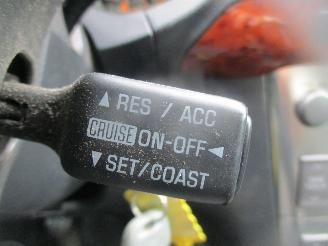 ▲ RES / ACC
CRUISE ON-OFF ◄
▼ SET/COAST